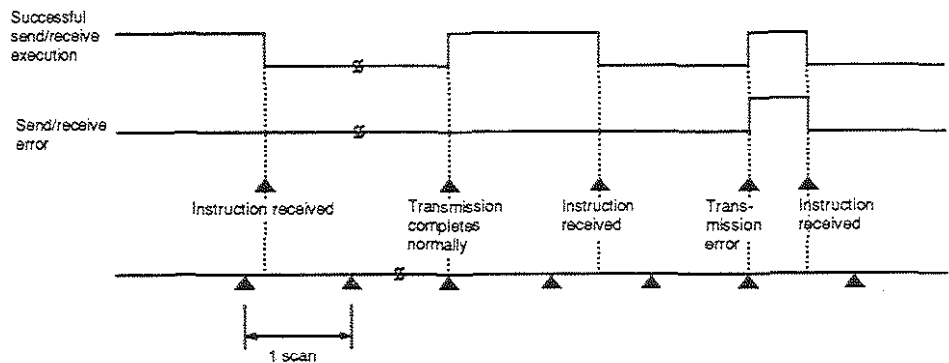 Successful
send/receive
execution
Send/receive
error
Instruction received
Transmission
completes
normally
Instruction
received
Trans-
mission
error
Instruction
received
1 scan